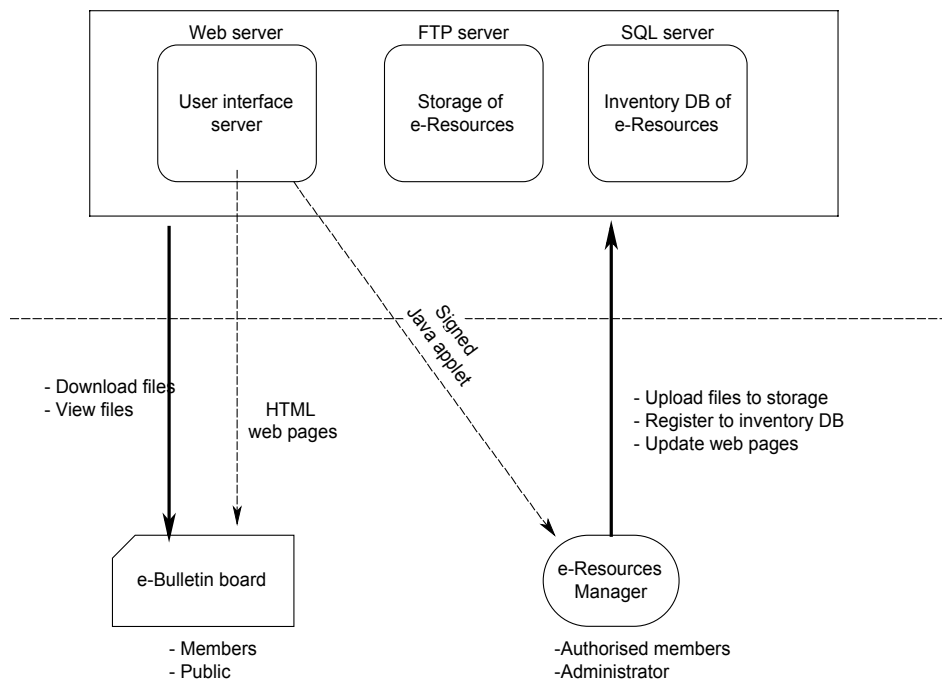 Web server
FTP server
SQL server
User interface
server
Storage of
e-Resources
Inventory DB of
e-Resources
Signed
Java applet
- Download files
- View files
HTML
web pages
- Upload files to storage
- Register to inventory DB
- Update web pages
e-Bulletin board
e-Resources
Manager
- Members
- Public
-Authorised members
-Administrator